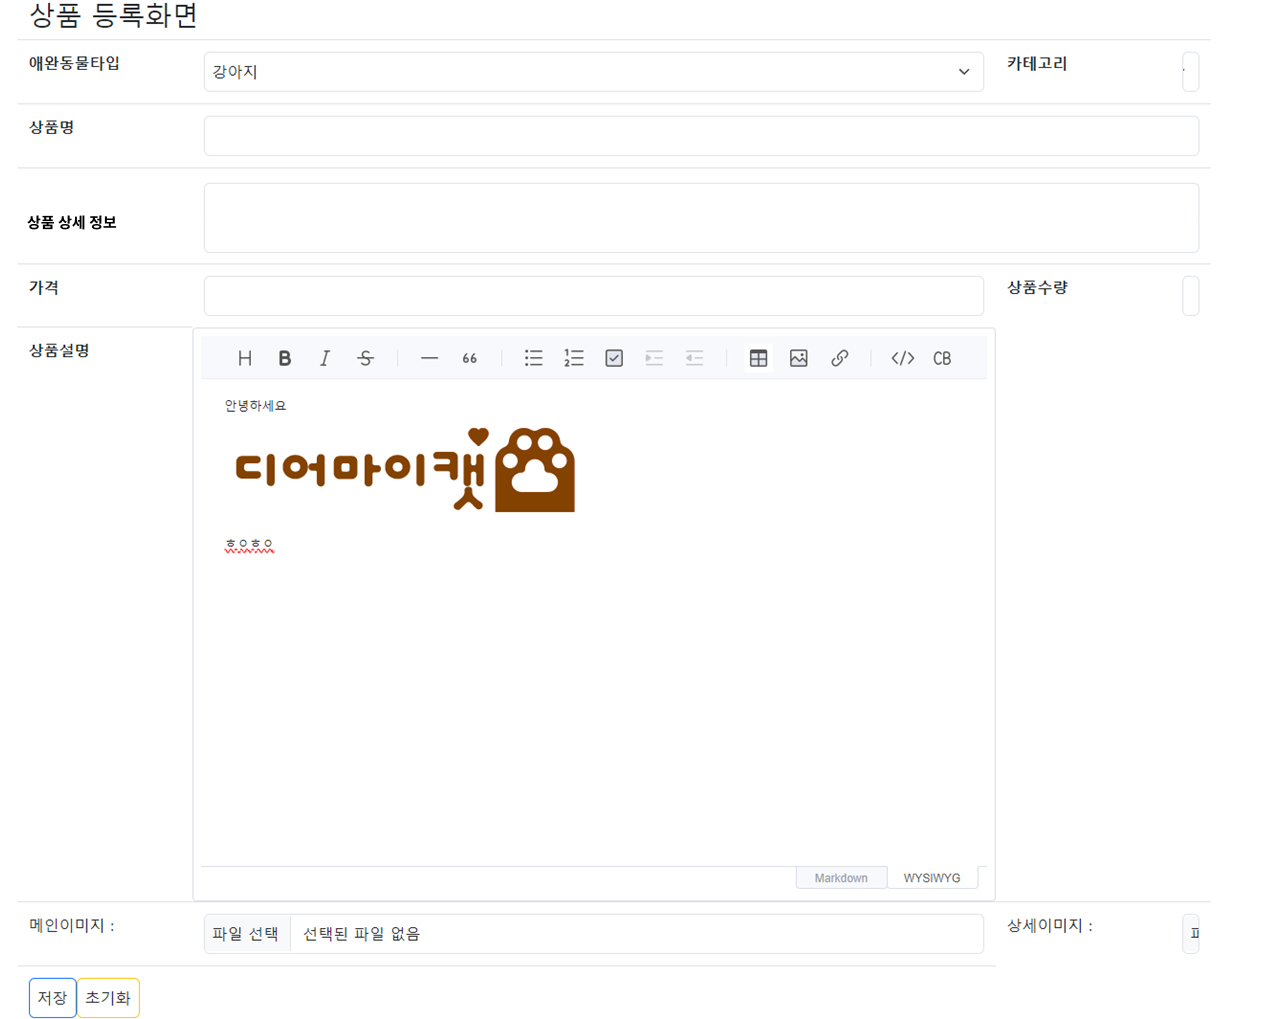 상품 등록화면
애완동물타입 강아지 카테고리
상품명
상품 상세 정보
가격 상품수량
상품설명
H B I S 66 </> CB
안녕하세요
디어마이캣
ㅎㅇㅎㅇ
Markdown WYSIWYG
메인이미지 : 파일 선택 선택된 파일 없음 상세이미지 :
저장 초기화